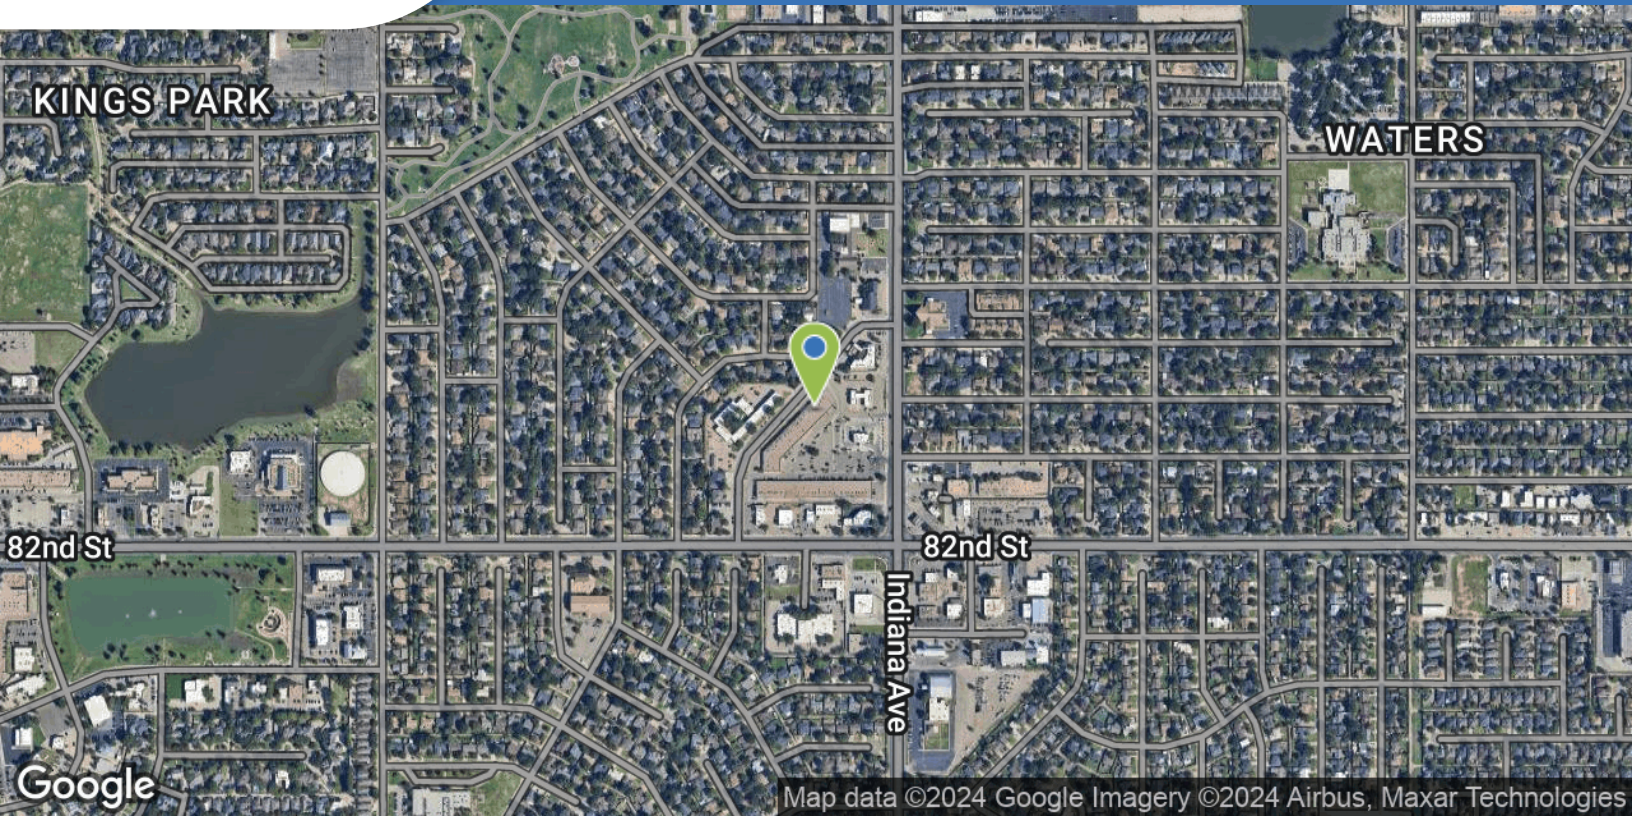 KINGS PARK
WATERS
82nd St
82nd St
Indiana Ave
Google
Map data ©2024 Google Imagery ©2024 Airbus, Maxar Technologies